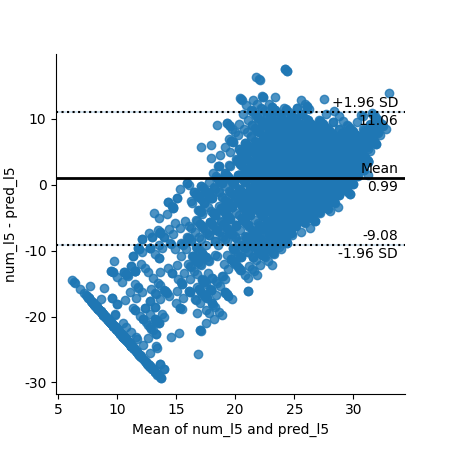 +1.96 SD
11.06
Mean
0.99
-9.08
-1.96 SD
10
0
-10
-20
-30
num_l5 - pred_l5
5 10 15 20 25 30
Mean of num_l5 and pred_l5